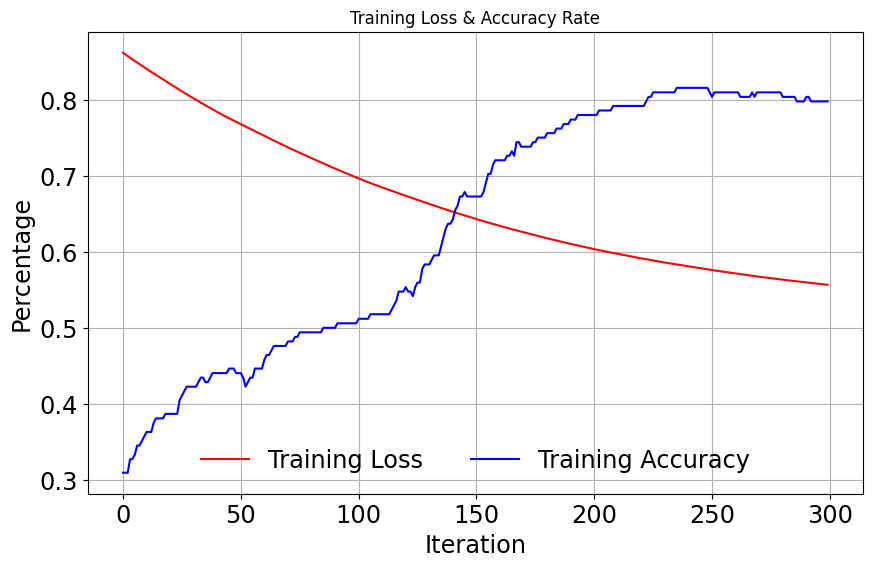 Training Loss & Accuracy Rate
0.8
0.7
0.6
0.5
0.4
0.3
Percentage
Training Loss Training Accuracy
0 50 100 150 200 250 300
Iteration